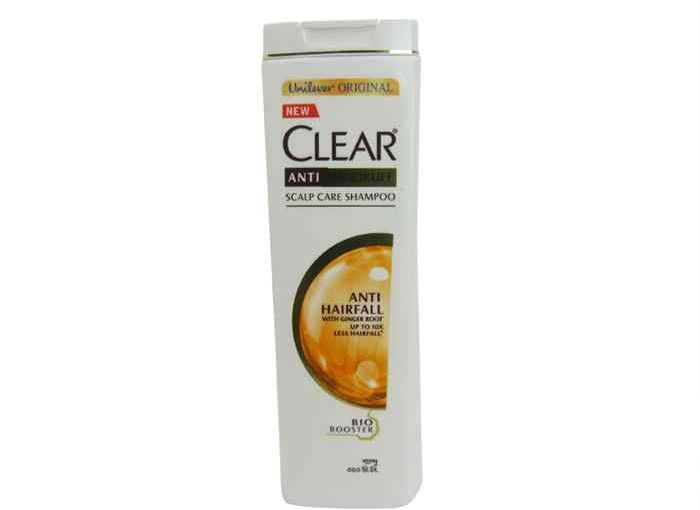 Unilever ORIGINAL
NEW
CLEAR®
ANTI DANDRUFF
SCALP CARE SHAMPOO
ANTI
HAIRFALL
WITH GINGER ROOT
UP TO 10X
LESS HAIRFALL*
BIO
BOOSTER
শ্যাম্পু